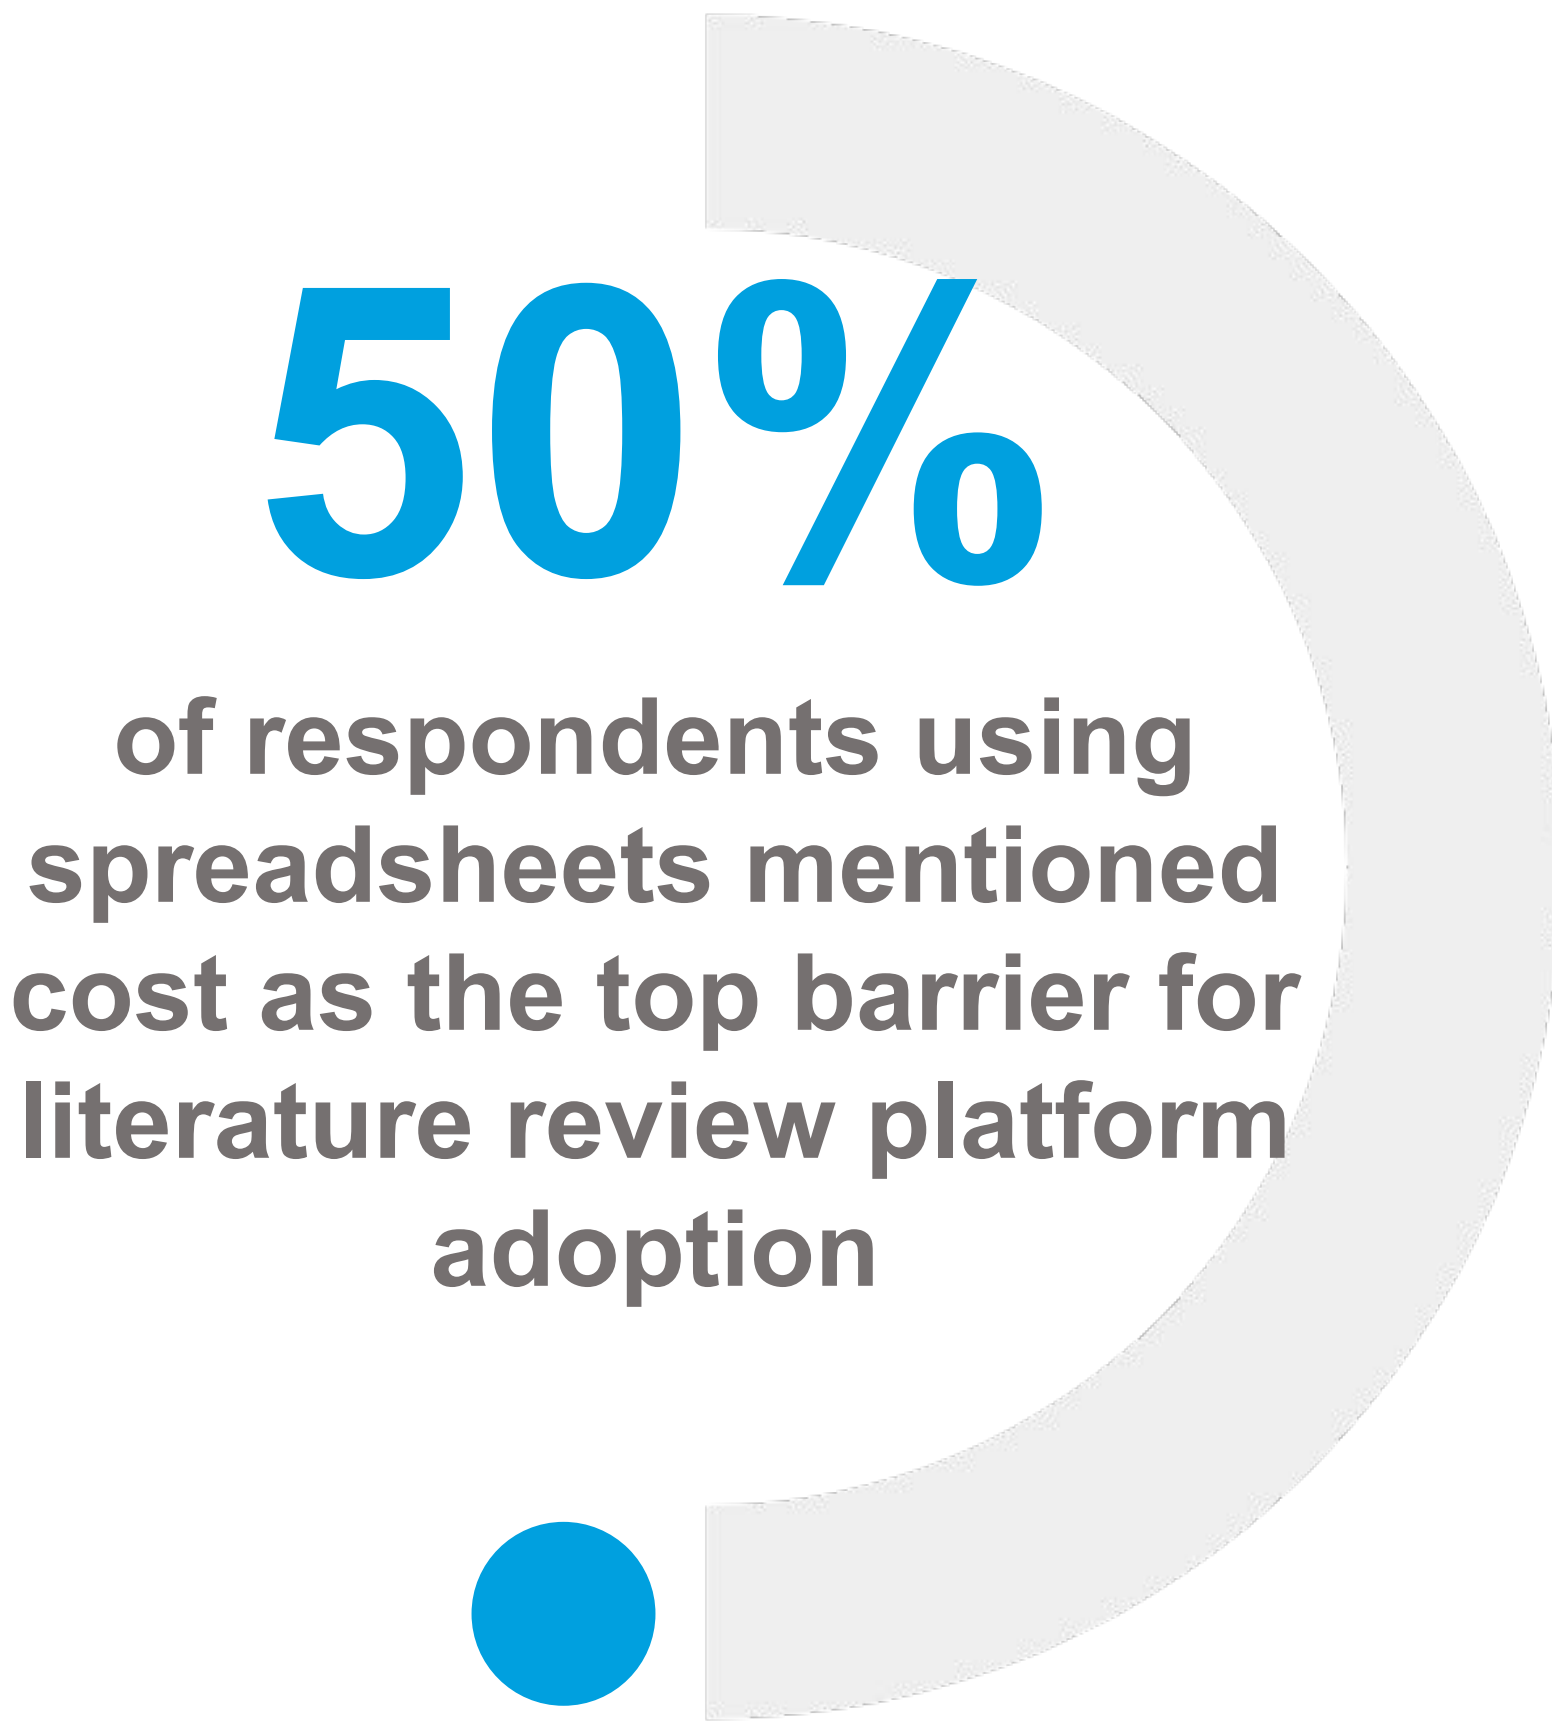 50%
of respondents using
spreadsheets mentioned
cost as the top barrier for
literature review platform
adoption